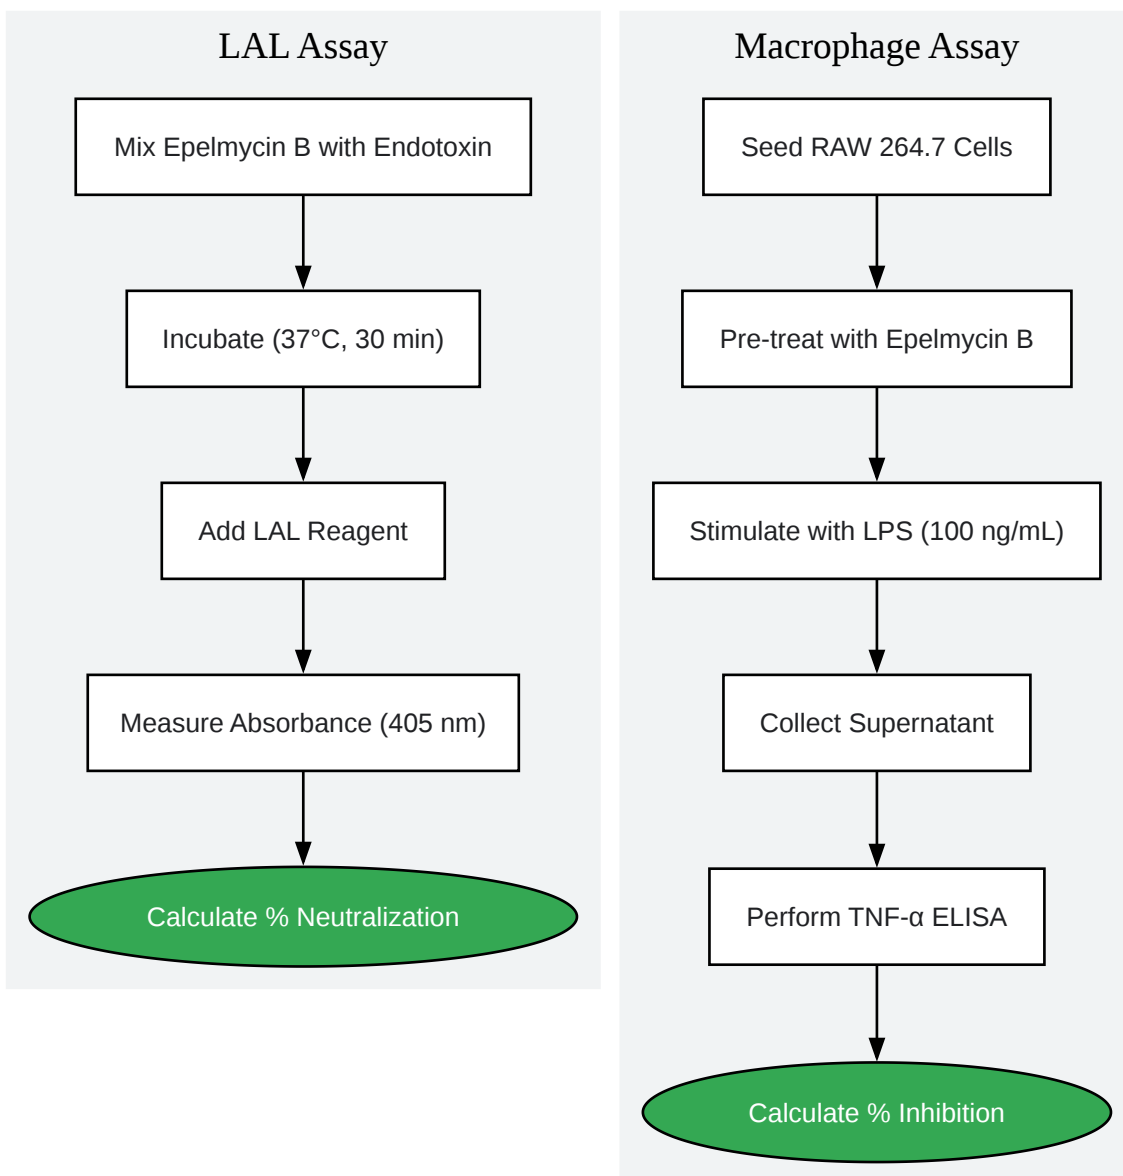 LAL Assay
Mix Epelmycin B with Endotoxin
Incubate (37°C, 30 min)
Add LAL Reagent
Measure Absorbance (405 nm)
Calculate % Neutralization
Macrophage Assay
Seed RAW 264.7 Cells
Pre-treat with Epelmycin B
Stimulate with LPS (100 ng/mL)
Collect Supernatant
Perform TNF-α ELISA
Calculate % Inhibition